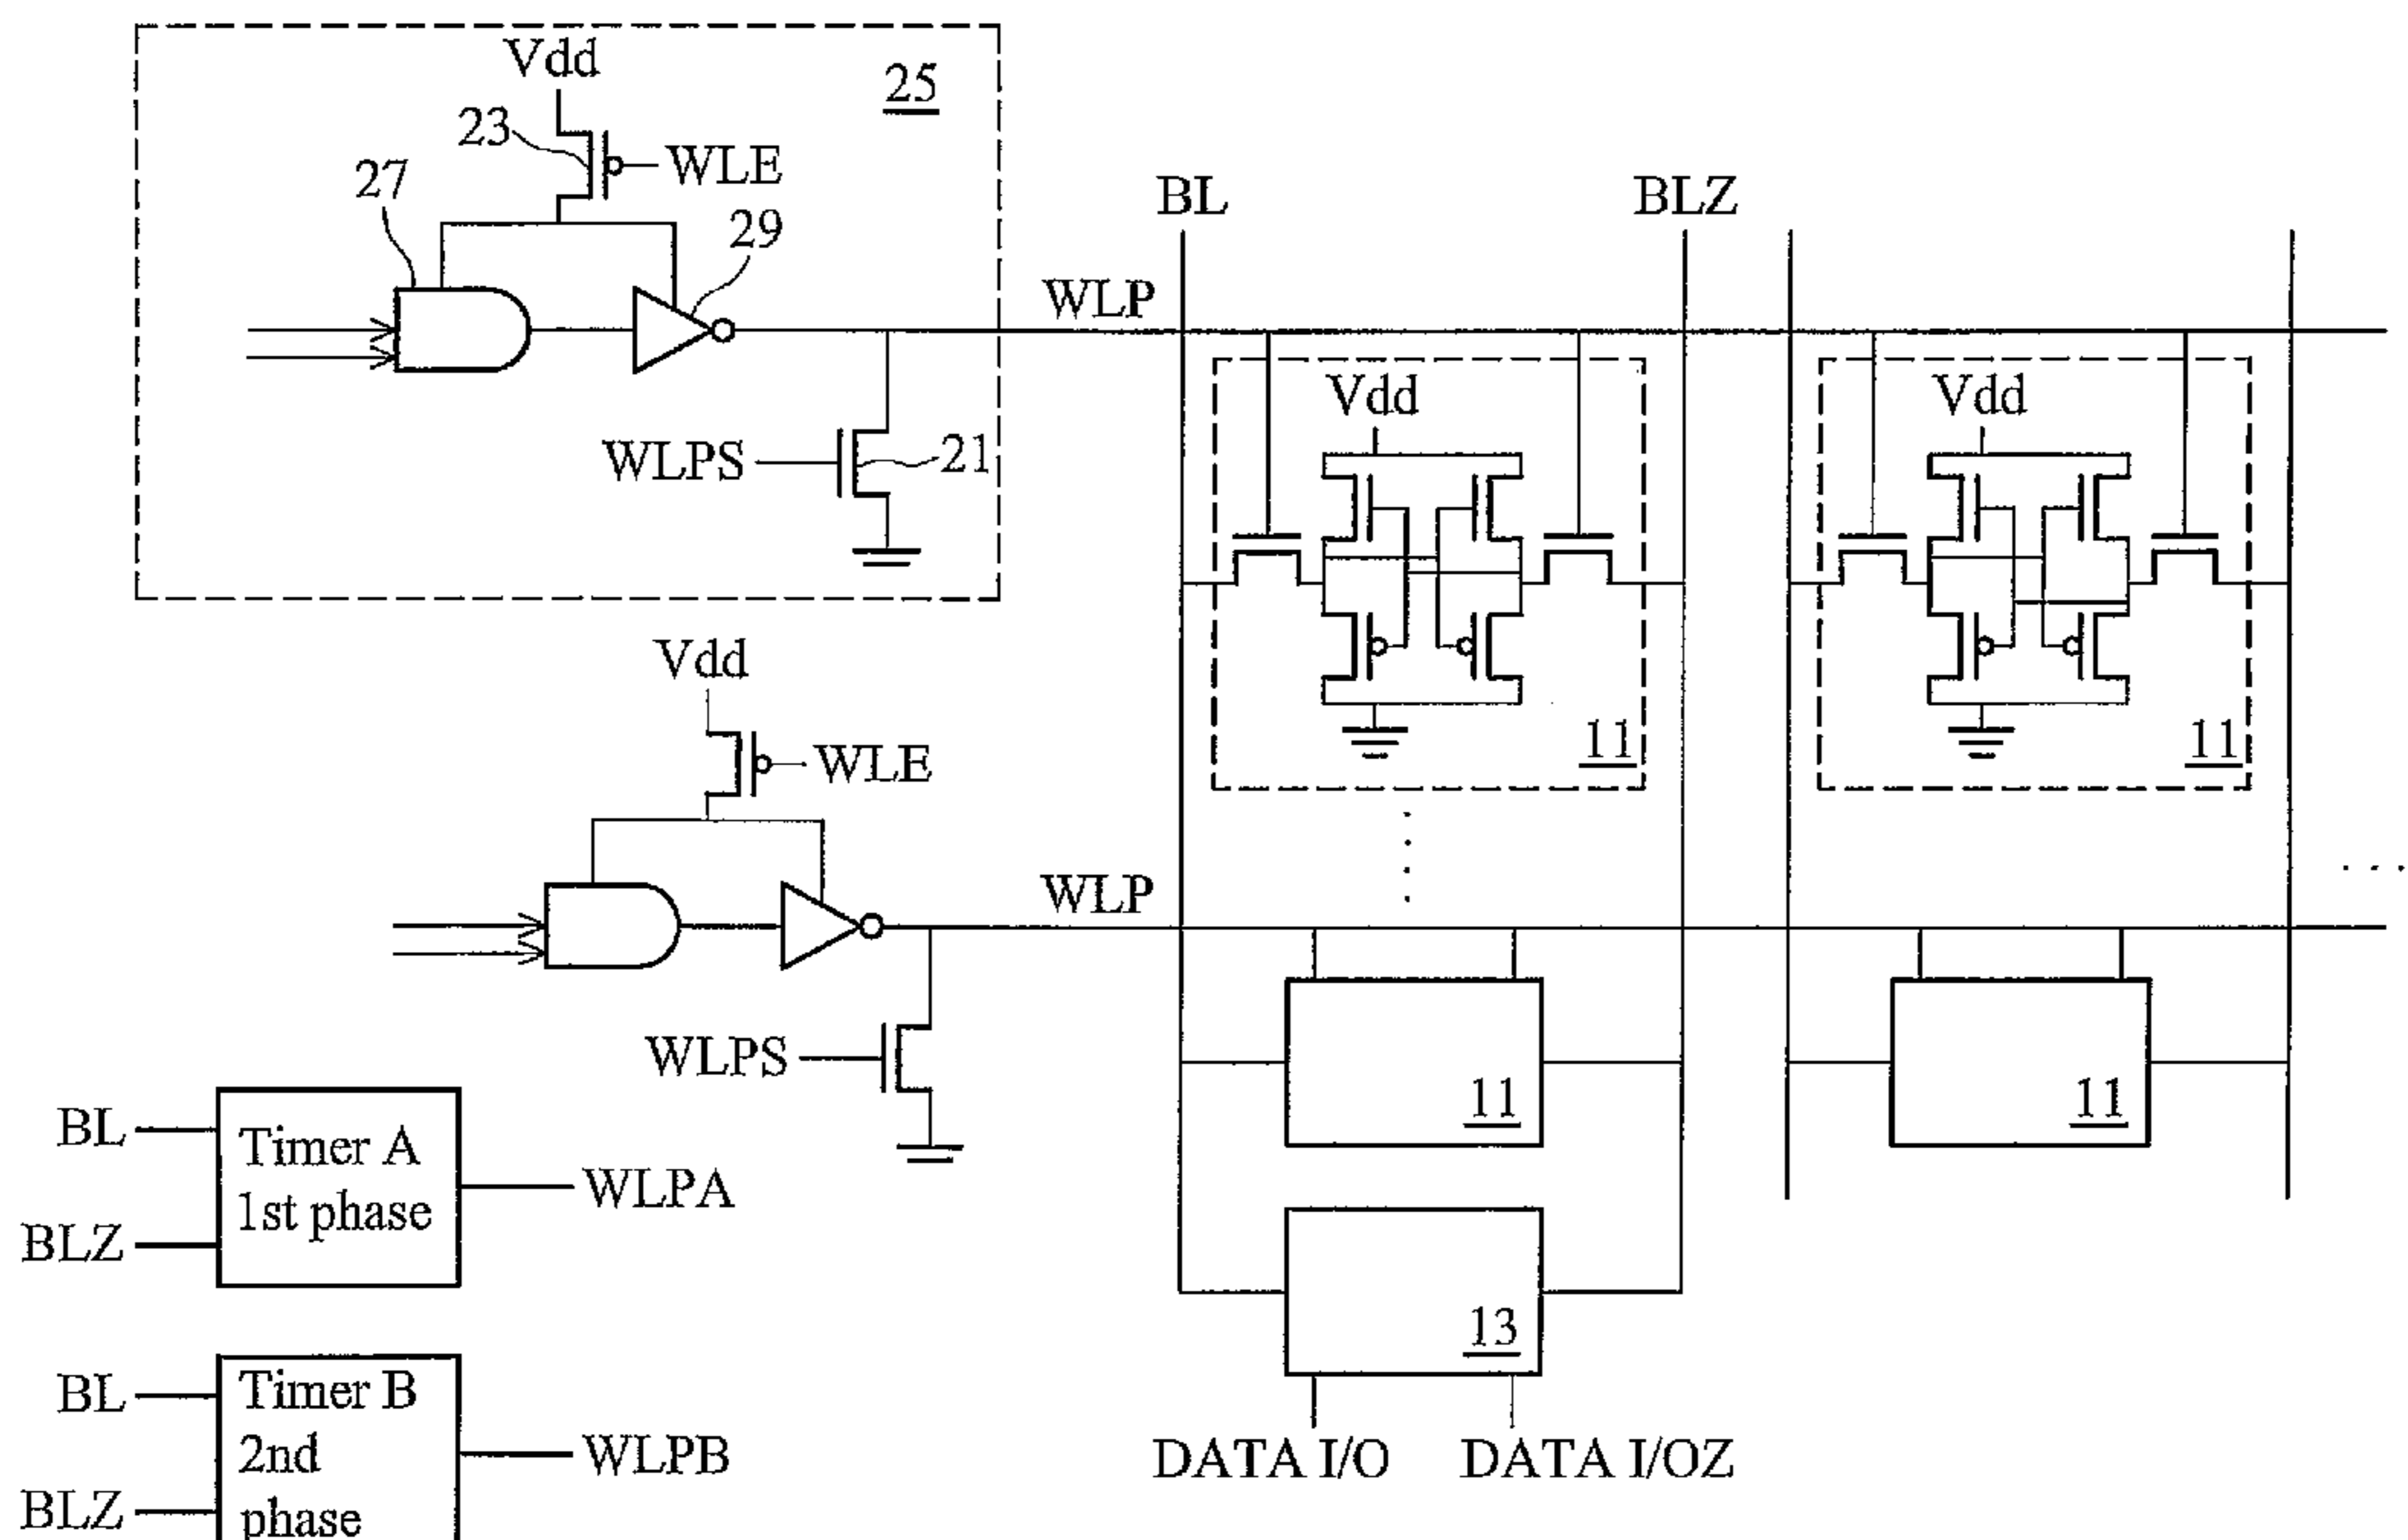 Vdd
25
23
WLE
27
29
BL
BLZ
WLP
Vdd
Vdd
WLPS
21
11
11
Vdd
WLE
WLP
. . .
WLPS
BL
Timer A
1st phase
WLPA
BLZ
11
11
13
BL
Timer B
2nd
phase
WLPB
BLZ
DATA I/O
DATA I/OZ